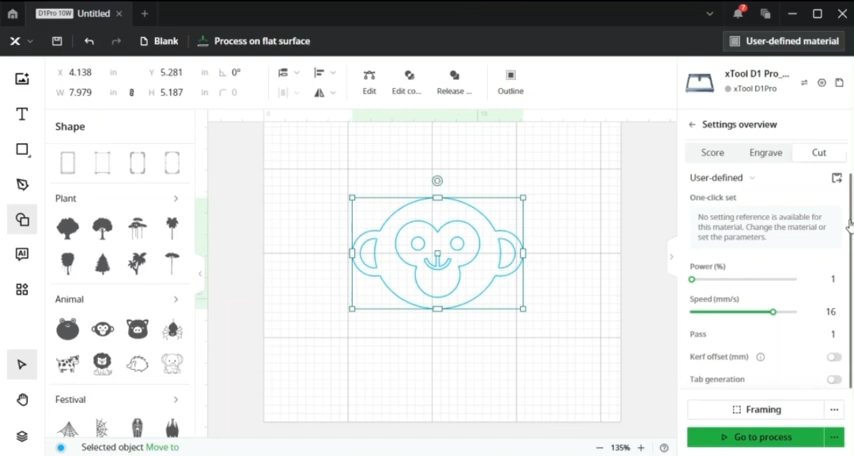 D1Pro 10W Untitled
7
Blank
Process on flat surface
User-defined material
X 4.138 in Y 5.281 in 0°
W 7.979 in H 5.187 in 0
Edit
Edit co...
Release ...
Outline
xTool D1 Pro_...
xTool D1Pro
Shape
Settings overview
Score
Engrave
Cut
User-defined
Plant
One-click set
No setting reference is available for
this material. Change the material or
set the parameters.
Power (%)
1
Animal
Speed (mm/s)
16
Pass
1
Kerf offset (mm)
Tab generation
Festival
Framing
Go to process
Selected object Move to
135%